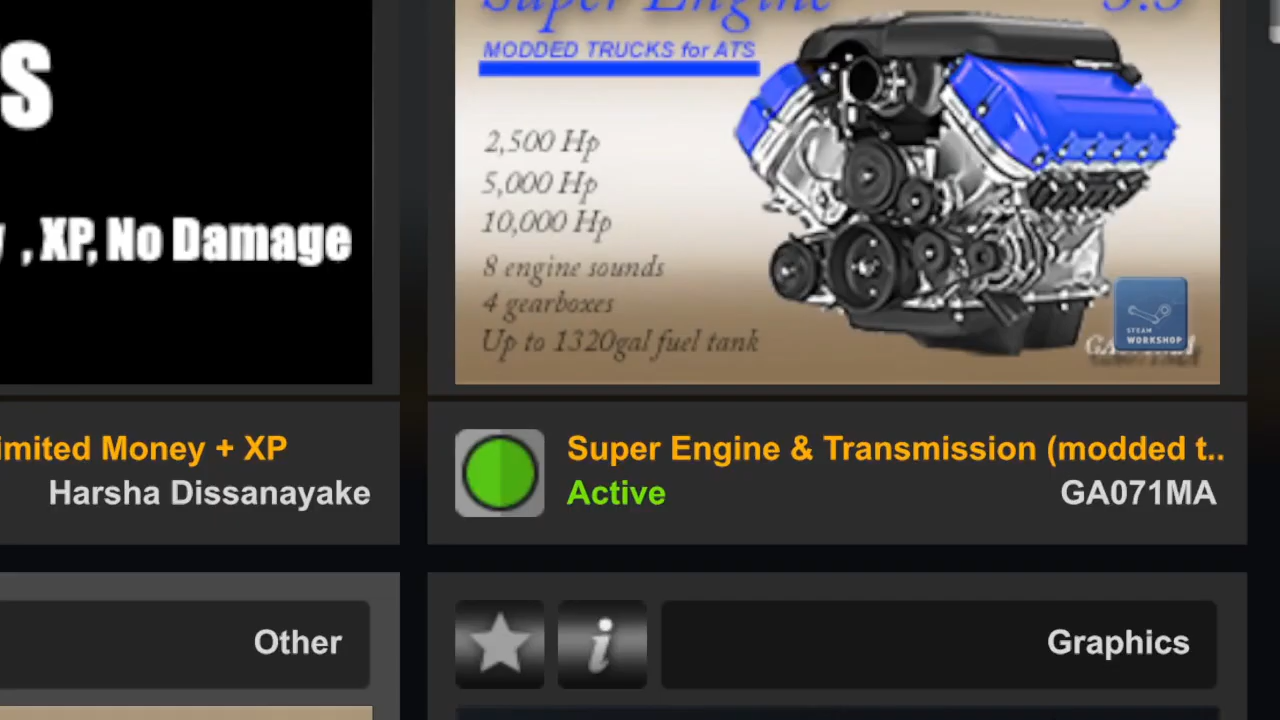 S
, XP, No Damage
Super Engine
MODDED TRUCKS for ATS
2,500 Hp
5,000 Hp
10,000 Hp
8 engine sounds
4 gearboxes
Up to 1320gal fuel tank
STEAM
WORKSHOP
imited Money + XP
Harsha Dissanayake
Super Engine & Transmission (modded t..
Active
GA071MA
Other
i
Graphics